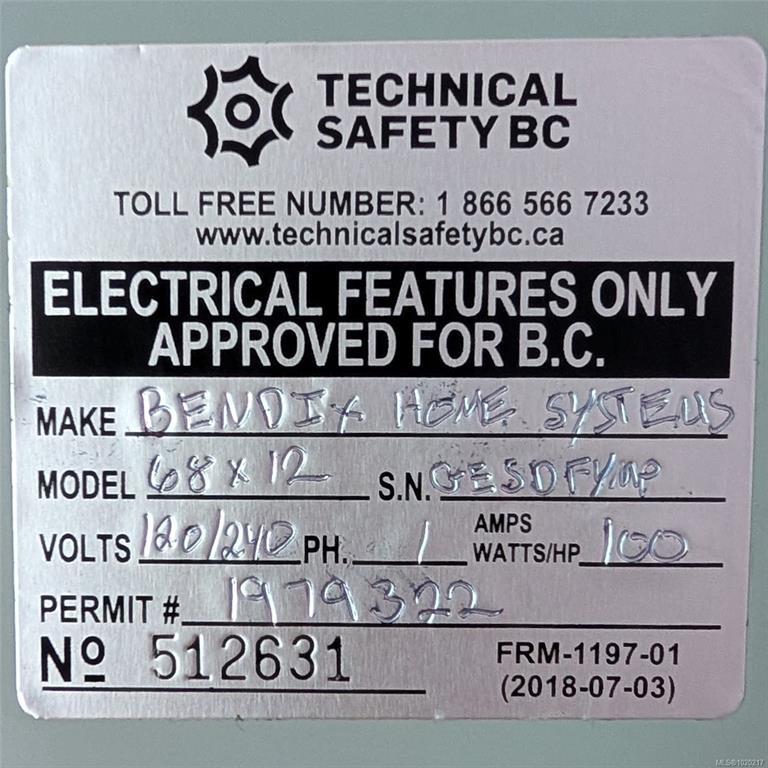 TECHNICAL
SAFETY BC
TOLL FREE NUMBER: 1 866 566 7233
www.technicalsafetybc.ca
ELECTRICAL FEATURES ONLY
APPROVED FOR B.C.
MAKE BENDIX HOME SYSTEMS
MODEL 68 x 12 S.N.
VOLTS 120/240 PH. 1 AMPS WATTS/HP 100
PERMIT # 1979322
Nº 512631 FRM-1197-01
(2018-07-03)
MLS®1020217